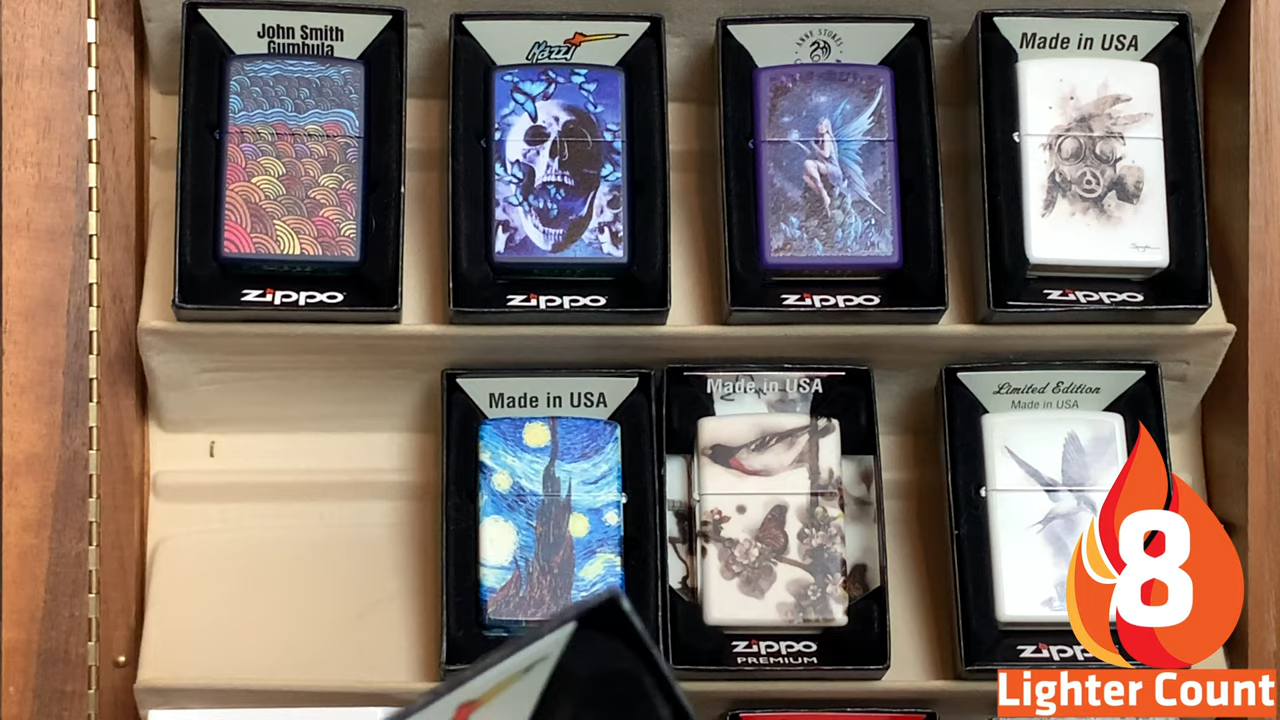 John Smith
Gumbula
Mazzi
ANNE STOKES
Made in USA
zippo
zippo
zippo
zippo
Made in USA
Made in USA
Limited Edition
Made in USA
zippo
PREMIUM
zipp
8
Lighter Count